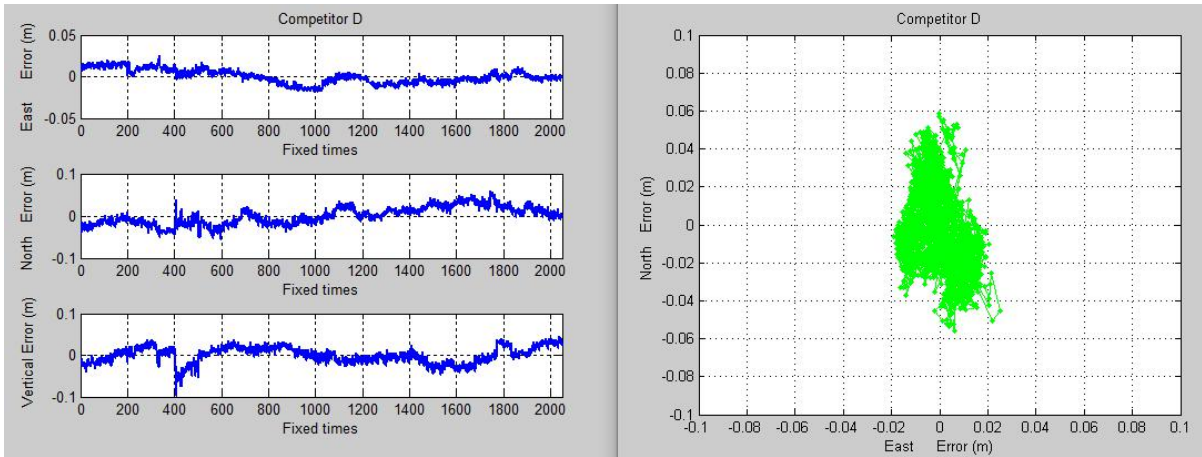 Competitor D
East Error (m)
0.05
0
-0.05
0 200 400 600 800 1000 1200 1400 1600 1800 2000
Fixed times
North Error (m)
0.1
0
-0.1
0 200 400 600 800 1000 1200 1400 1600 1800 2000
Fixed times
Vertical Error (m)
0.1
0
-0.1
0 200 400 600 800 1000 1200 1400 1600 1800 2000
Fixed times
Competitor D
North Error (m)
0.1
0.08
0.06
0.04
0.02
0
-0.02
-0.04
-0.06
-0.08
-0.1
-0.1 -0.08 -0.06 -0.04 -0.02 0 0.02 0.04 0.06 0.08 0.1
East Error (m)